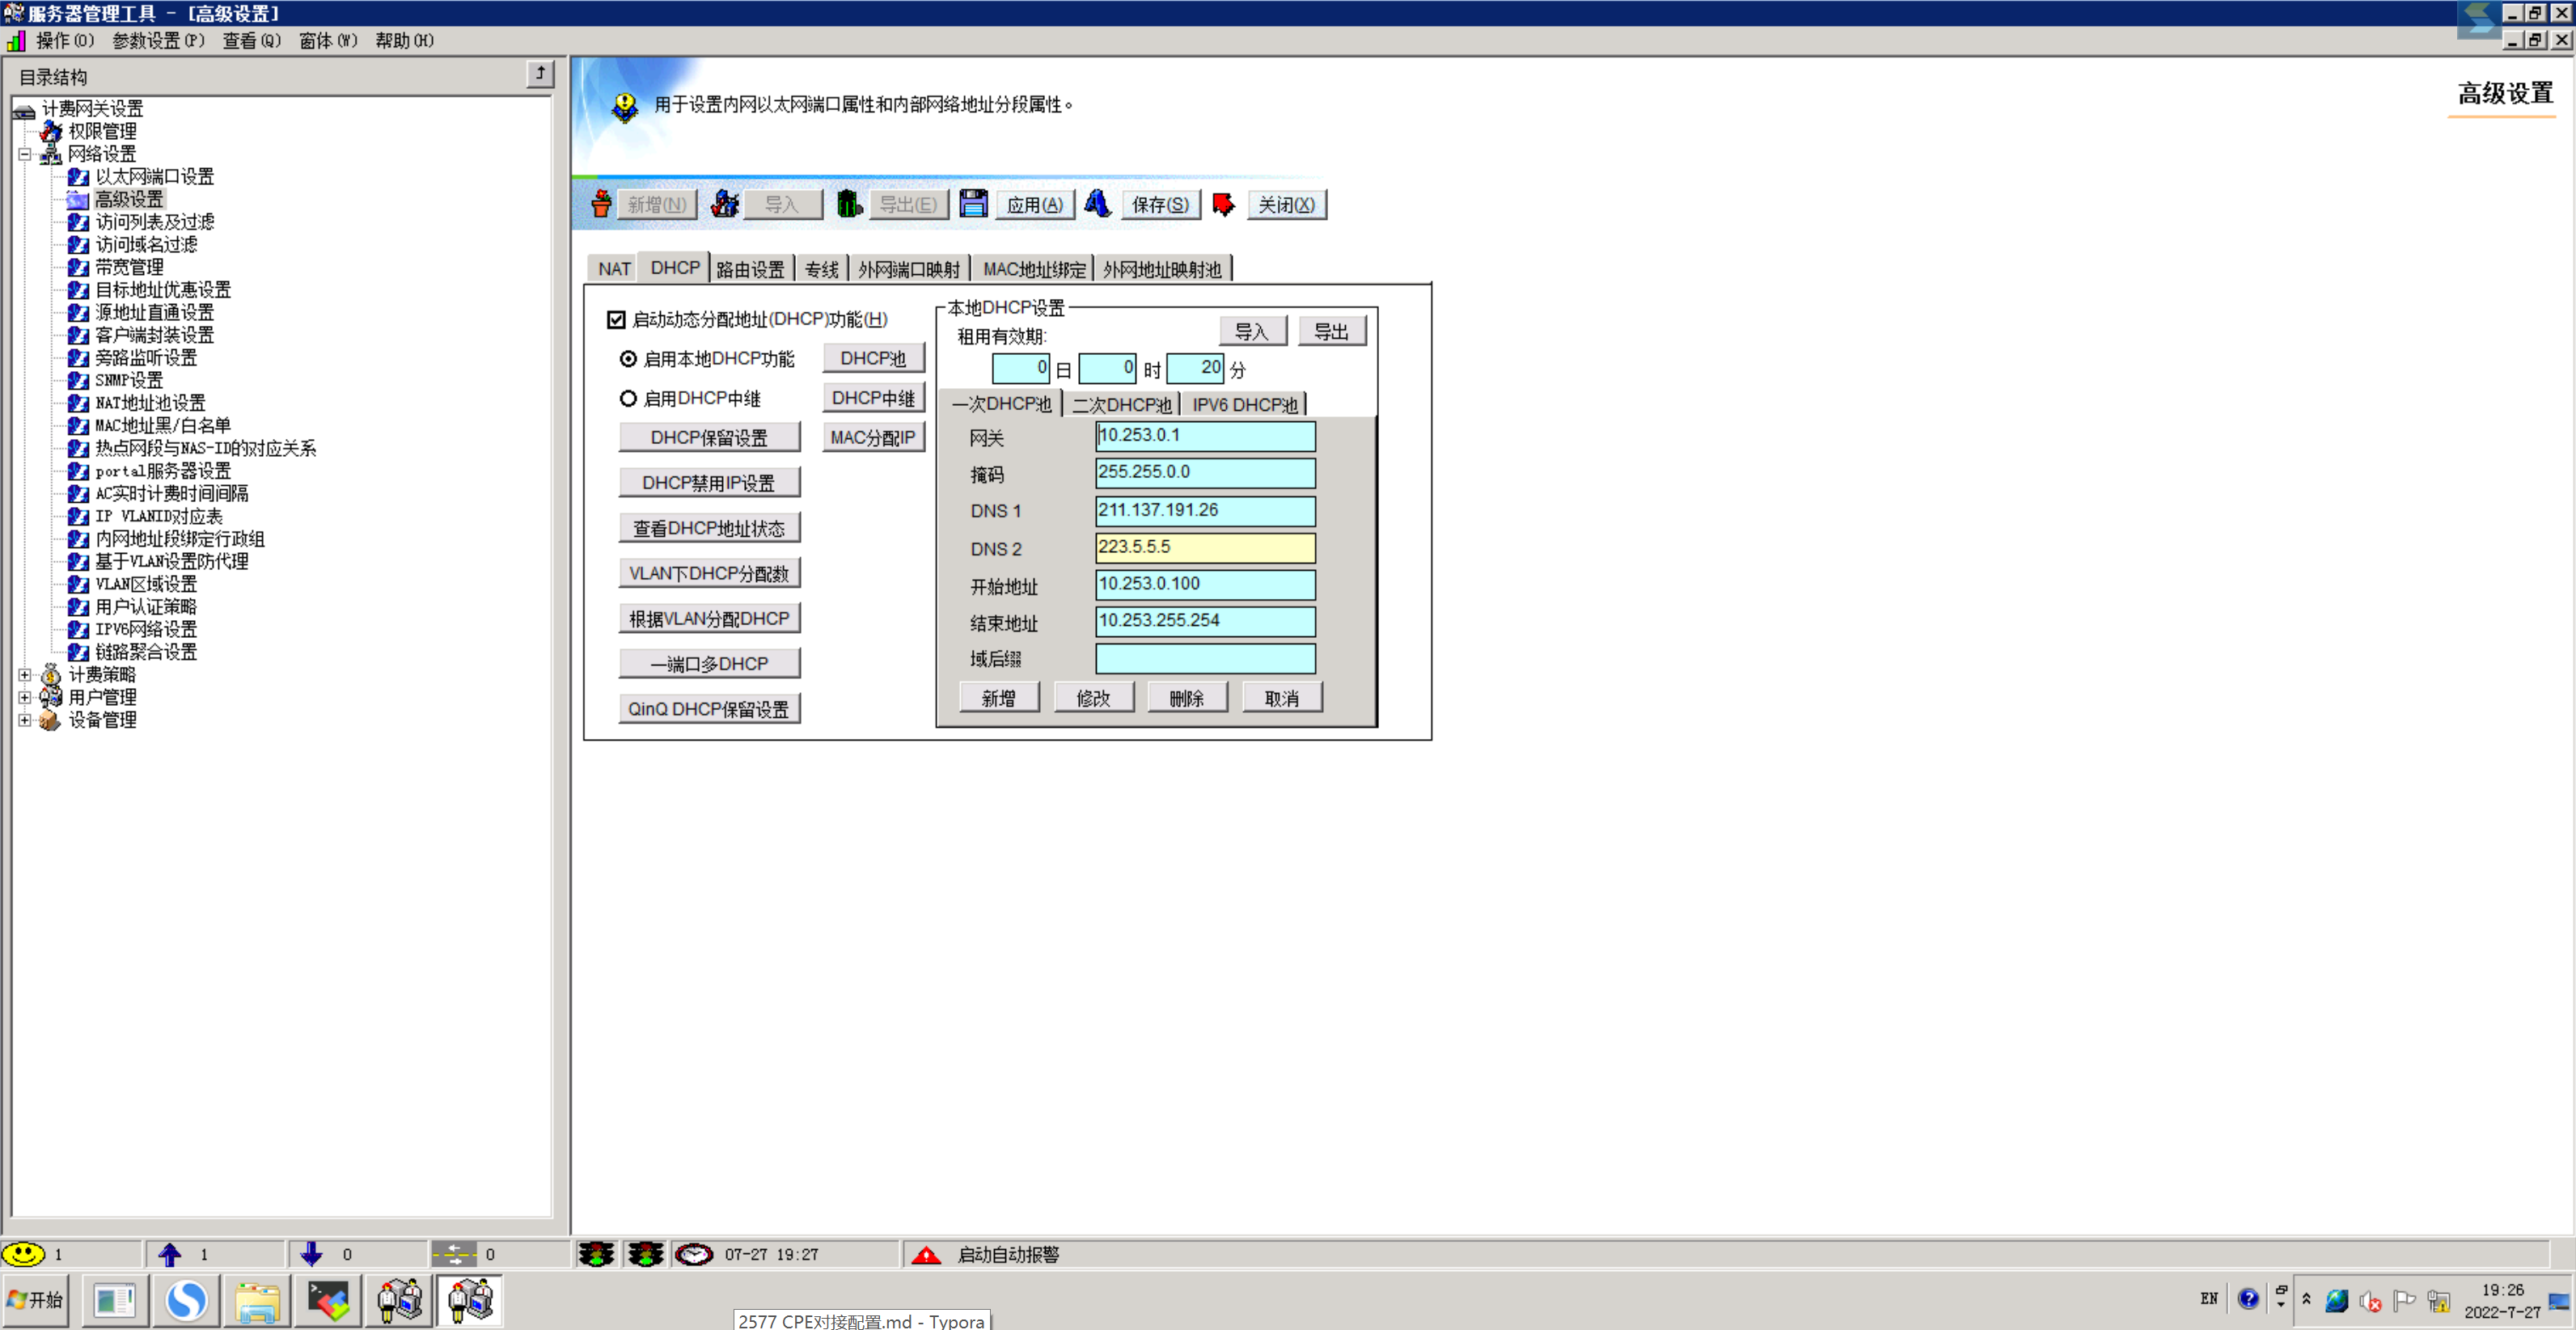 服务器管理工具 - [高级设置]
操作(O) 参数设置(P) 查看(Q) 窗体(W) 帮助(H)
目录结构
计费网关设置
权限管理
网络设置
以太网端口设置
高级设置
访问列表及过滤
访问域名过滤
带宽管理
目标地址优惠设置
源地址直通设置
客户端封装设置
旁路监听设置
SNMP设置
NAT地址池设置
MAC地址黑/白名单
热点网段与NAS-ID的对应关系
portal服务器设置
AC实时计费时间间隔
IP VLANID对应表
内网地址段绑定行政组
基于VLAN设置防代理
VLAN区域设置
用户认证策略
IPV6网络设置
链路聚合设置
计费策略
用户管理
设备管理
用于设置内网以太网端口属性和内部网络地址分段属性。
高级设置
新增(N) 导入 导出(E) 应用(A) 保存(S) 关闭(X)
NAT DHCP 路由设置 专线 外网端口映射 MAC地址绑定 外网地址映射池
启动动态分配地址(DHCP)功能(H)
启用本地DHCP功能 DHCP池
启用DHCP中继 DHCP中继
DHCP保留设置 MAC分配IP
DHCP禁用IP设置
查看DHCP地址状态
VLAN下DHCP分配数
根据VLAN分配DHCP
一端口多DHCP
QinQ DHCP保留设置
本地DHCP设置
租用有效期: 导入 导出
0 日 0 时 20 分
一次DHCP池 二次DHCP池 IPV6 DHCP池
网关 10.253.0.1
掩码 255.255.0.0
DNS 1 211.137.191.26
DNS 2 223.5.5.5
开始地址 10.253.0.100
结束地址 10.253.255.254
域后缀
新增 修改 删除 取消
1 1 0 0 07-27 19:27 启动自动报警
开始
2577 CPE对接配置.md - Typora
EN
19:26
2022-7-27